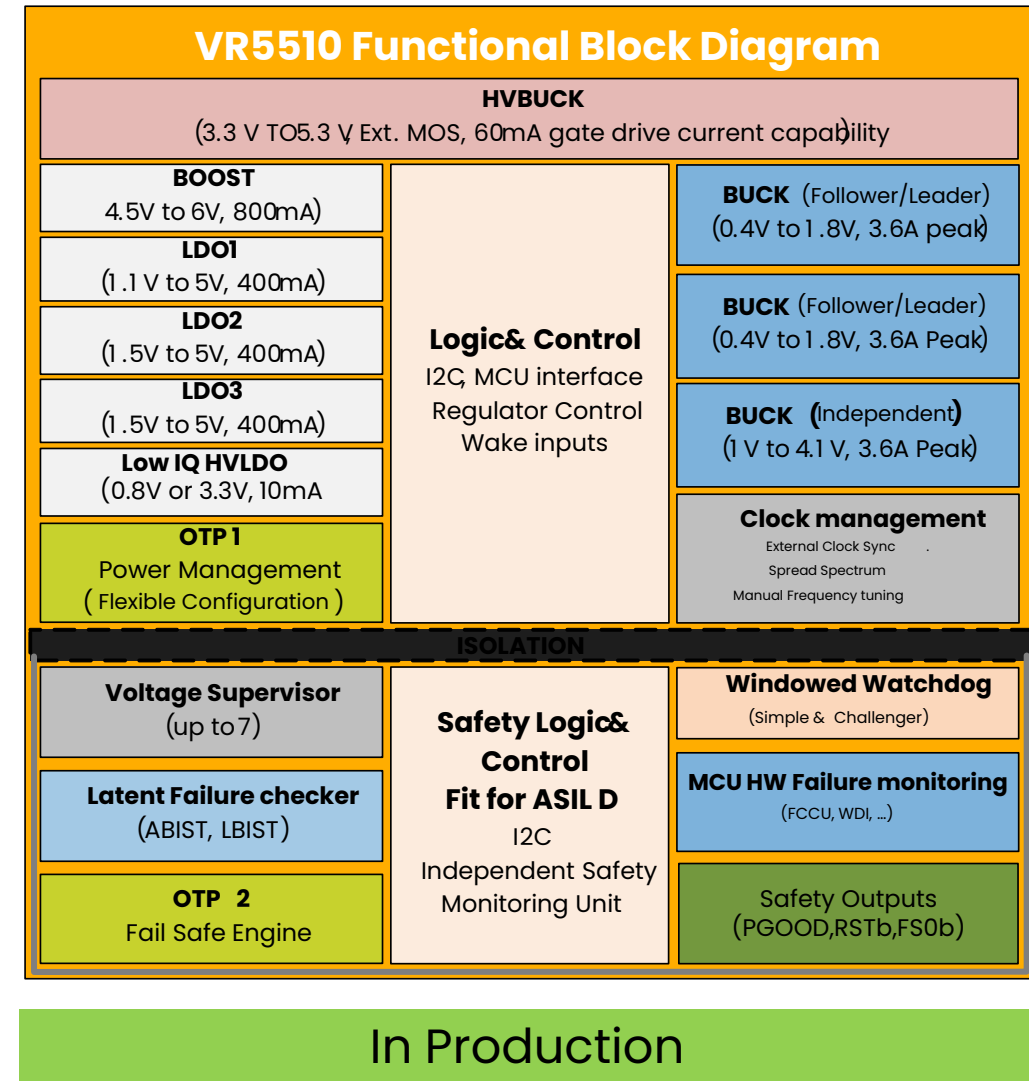 VR5510 Functional Block Diagram
HVBUCK
(3.3 V TO5.3 V, Ext. MOS, 60mA gate drive current capability)
BOOST
4.5V to 6V, 800mA)
LDO1
(1.1 V to 5V, 400mA)
LDO2
(1.5V to 5V, 400mA)
LDO3
(1.5V to 5V, 400mA)
Low IQ HVLDO
(0.8V or 3.3V, 10mA
OTP 1
Power Management
( Flexible Configuration )
Logic& Control
I2C, MCU interface
Regulator Control
Wake inputs
BUCK (Follower/Leader)
(0.4V to 1.8V, 3.6A peak)
BUCK (Follower/Leader)
(0.4V to 1.8V, 3.6A Peak)
BUCK (Independent)
(1 V to 4.1 V, 3.6A Peak)
Clock management
External Clock Sync .
Spread Spectrum
Manual Frequency tuning
ISOLATION
Voltage Supervisor
(up to 7)
Latent Failure checker
(ABIST, LBIST)
OTP 2
Fail Safe Engine
Safety Logic&
Control
Fit for ASIL D
I2C
Independent Safety
Monitoring Unit
Windowed Watchdog
(Simple & Challenger)
MCU HW Failure monitoring
(FCCU, WDI, ...)
Safety Outputs
(PGOOD,RSTb,FS0b)
In Production